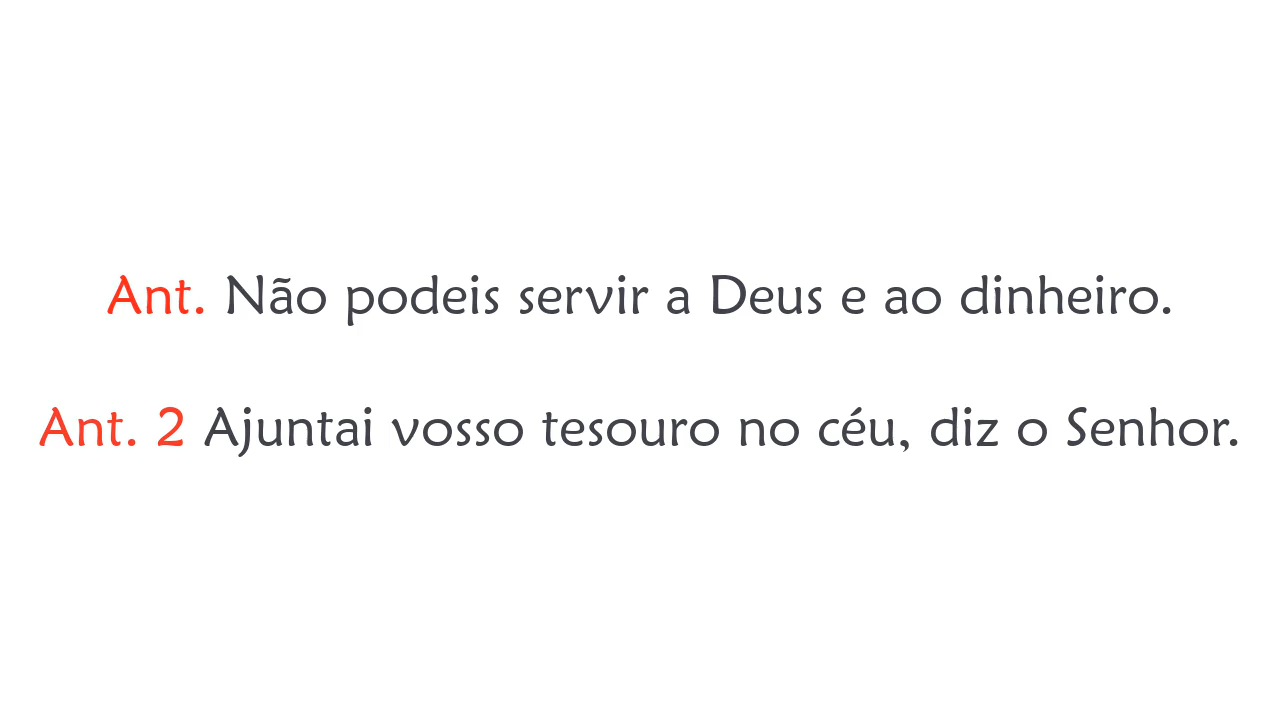 Ant. Não podeis servir a Deus e ao dinheiro.
Ant. 2 Ajuntai vosso tesouro no céu, diz o Senhor.